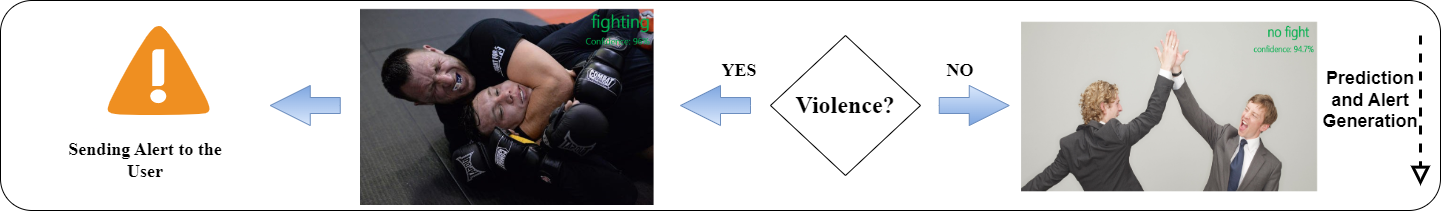 Sending Alert to the
User
fighting
YES
Violence?
NO
no fight
confidence: 94.7%
Prediction
and Alert
Generation
COMBAT
TAPOUT